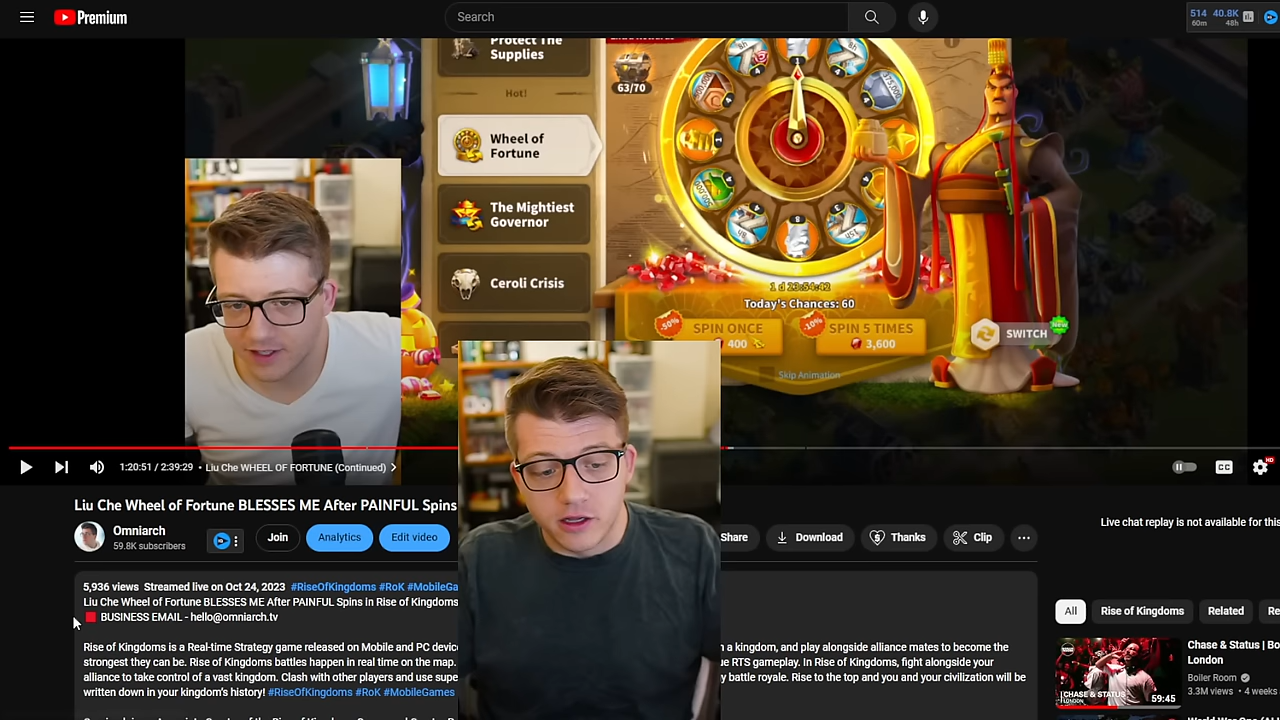 Premium
Search
514 40.8K
60m 48h
Protect The
Supplies
63/70
Hot!
Wheel of
Fortune
The Mightiest
Governor
Ceroli Crisis
1 d 23:54:42
Today's Chances: 60
-50%
SPIN ONCE
400
-10%
SPIN 5 TIMES
3,600
SWITCH
New
Skip Animation
1:20:51 / 2:39:29 • Liu Che WHEEL OF FORTUNE (Continued)
CC
HD
Liu Che Wheel of Fortune BLESSES ME After PAINFUL Spins
Omniarch
59.8K subscribers
Join
Analytics
Edit video
Share
Download
Thanks
Clip
Live chat replay is not available for this
5,936 views Streamed live on Oct 24, 2023 #RiseOfKingdoms #RoK #MobileGa
Liu Che Wheel of Fortune BLESSES ME After PAINFUL Spins in Rise of Kingdoms
BUSINESS EMAIL - hello@omniarch.tv
Rise of Kingdoms is a Real-time Strategy game released on Mobile and PC device n a kingdom, and play alongside alliance mates to become the
strongest they can be. Rise of Kingdoms battles happen in real time on the map. ue RTS gameplay. In Rise of Kingdoms, fight alongside your
alliance to take control of a vast kingdom. Clash with other players and use supe y battle royale. Rise to the top and you and your civilization will be
written down in your kingdom's history! #RiseOfKingdoms #RoK #MobileGames
All
Rise of Kingdoms
Related
Re
CHASE & STATUS
LONDON
59:45
Chase & Status | Bo
London
Boiler Room
3.3M views • 4 weeks